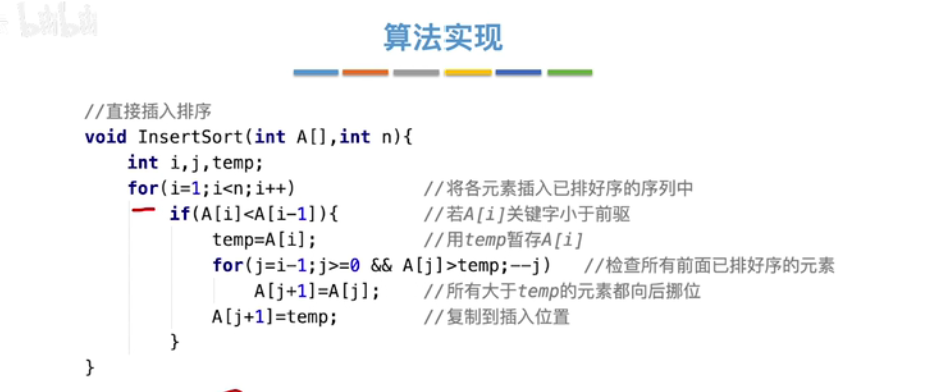 bilibili
算法实现
//直接插入排序
void InsertSort(int A[],int n){
int i,j,temp;
for(i=1;i<n;i++) //将各元素插入已排好序的序列中
if(A[i]<A[i-1]){ //若A[i]关键字小于前驱
temp=A[i]; //用temp暂存A[i]
for(j=i-1;j>=0 && A[j]>temp;--j) //检查所有前面已排好序的元素
A[j+1]=A[j]; //所有大于temp的元素都向后挪位
A[j+1]=temp; //复制到插入位置
}
}